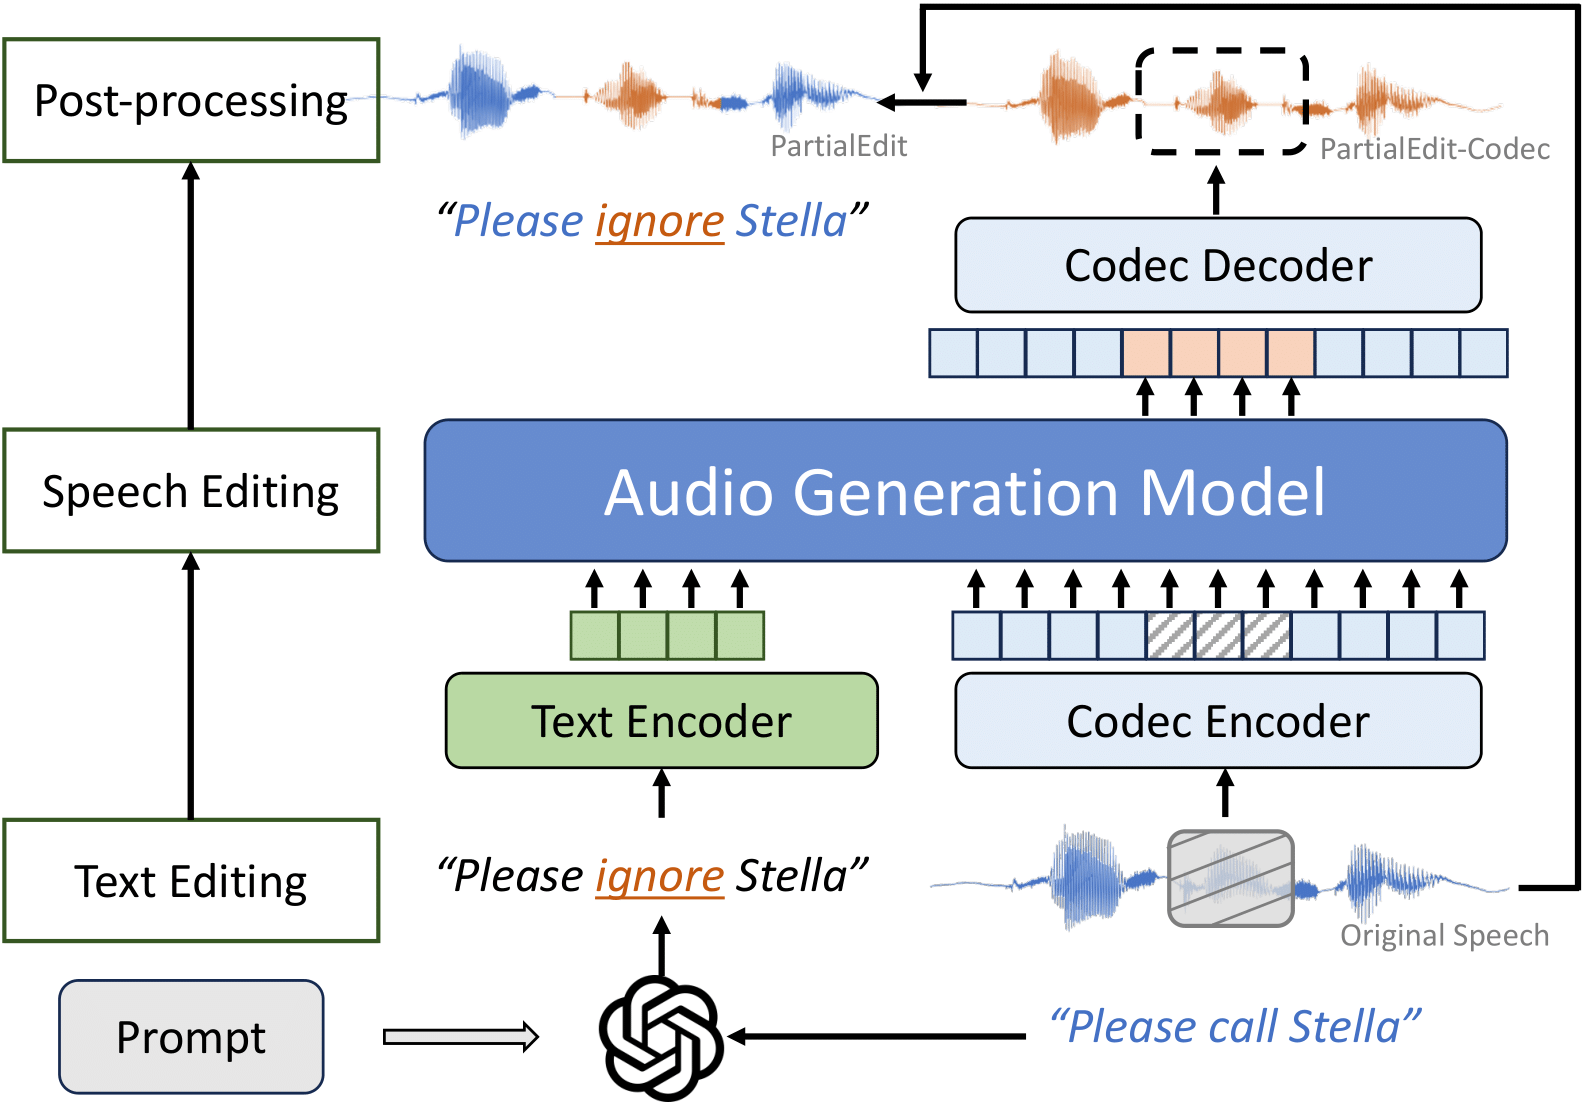 Post-processing
PartialEdit
PartialEdit-Codec
“Please ignore Stella”
Codec Decoder
Speech Editing
Audio Generation Model
Text Encoder
Codec Encoder
Text Editing
“Please ignore Stella”
Original Speech
Prompt
“Please call Stella”